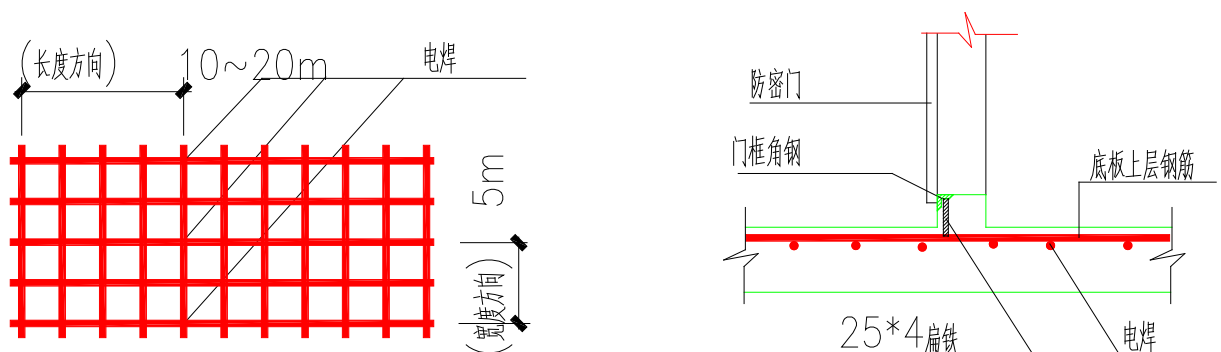 (长度方向)
10~20m
电焊
5m
(宽度方向)
防密门
门框角钢
底板上层钢筋
25*4扁铁
电焊